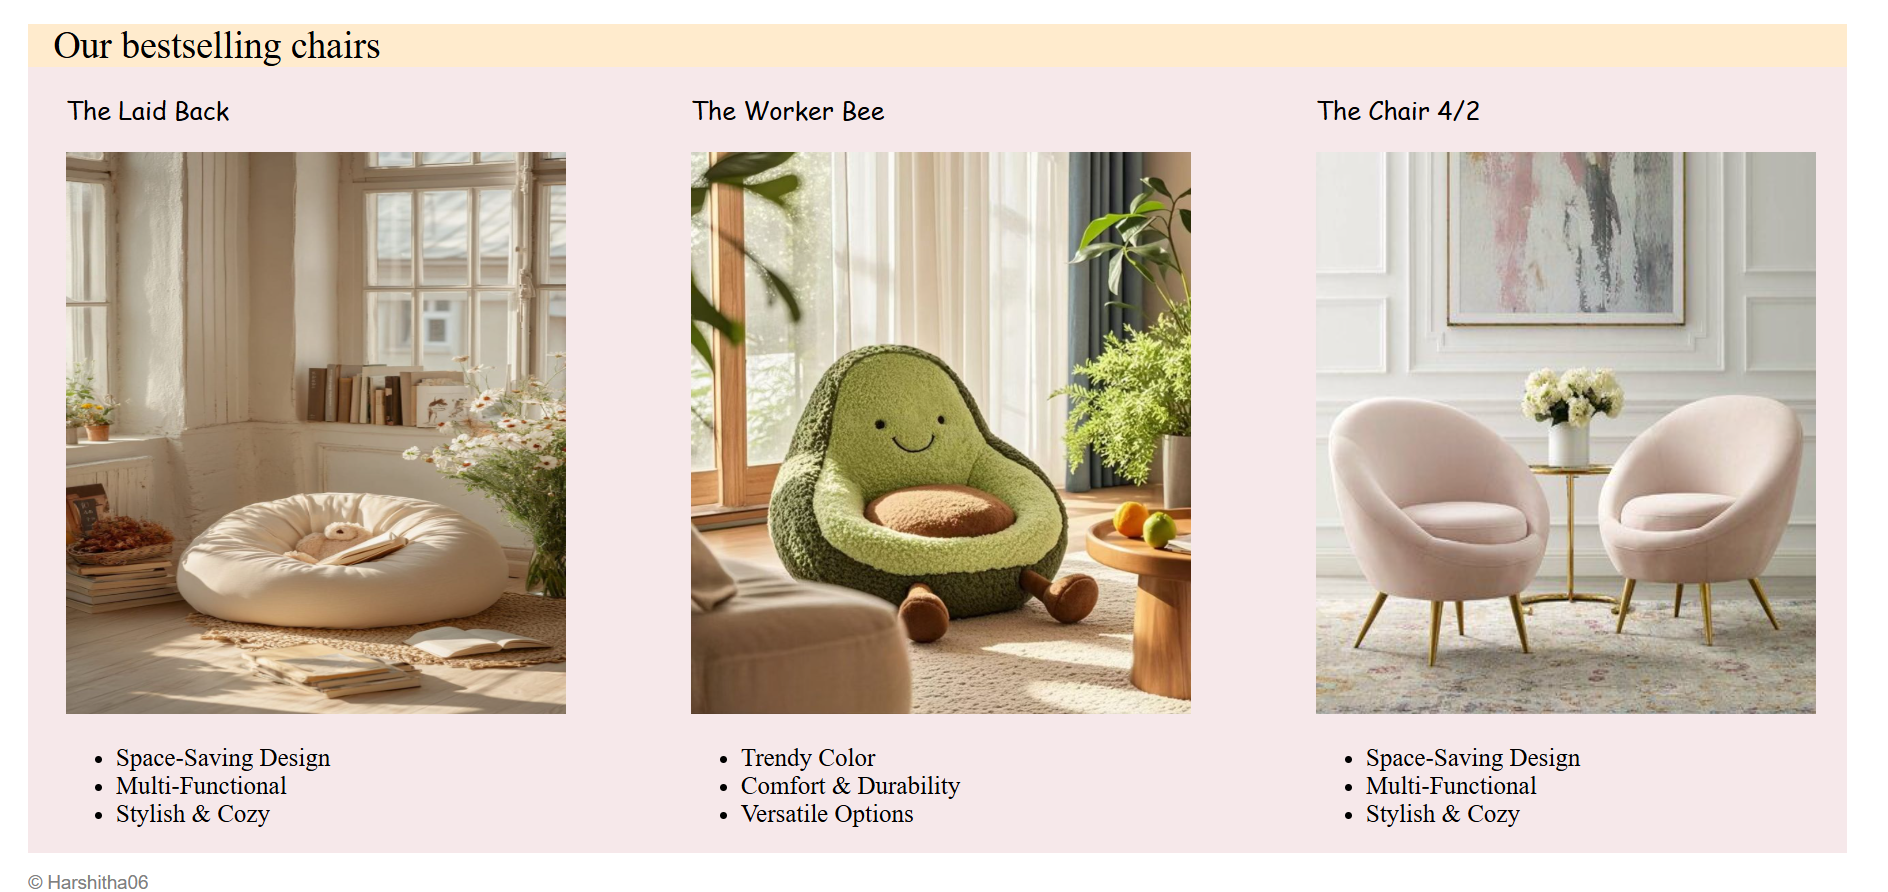 Our bestselling chairs
The Laid Back
The Worker Bee
The Chair 4/2
• Space-Saving Design
• Multi-Functional
• Stylish & Cozy
• Trendy Color
• Comfort & Durability
• Versatile Options
• Space-Saving Design
• Multi-Functional
• Stylish & Cozy
© Harshitha06